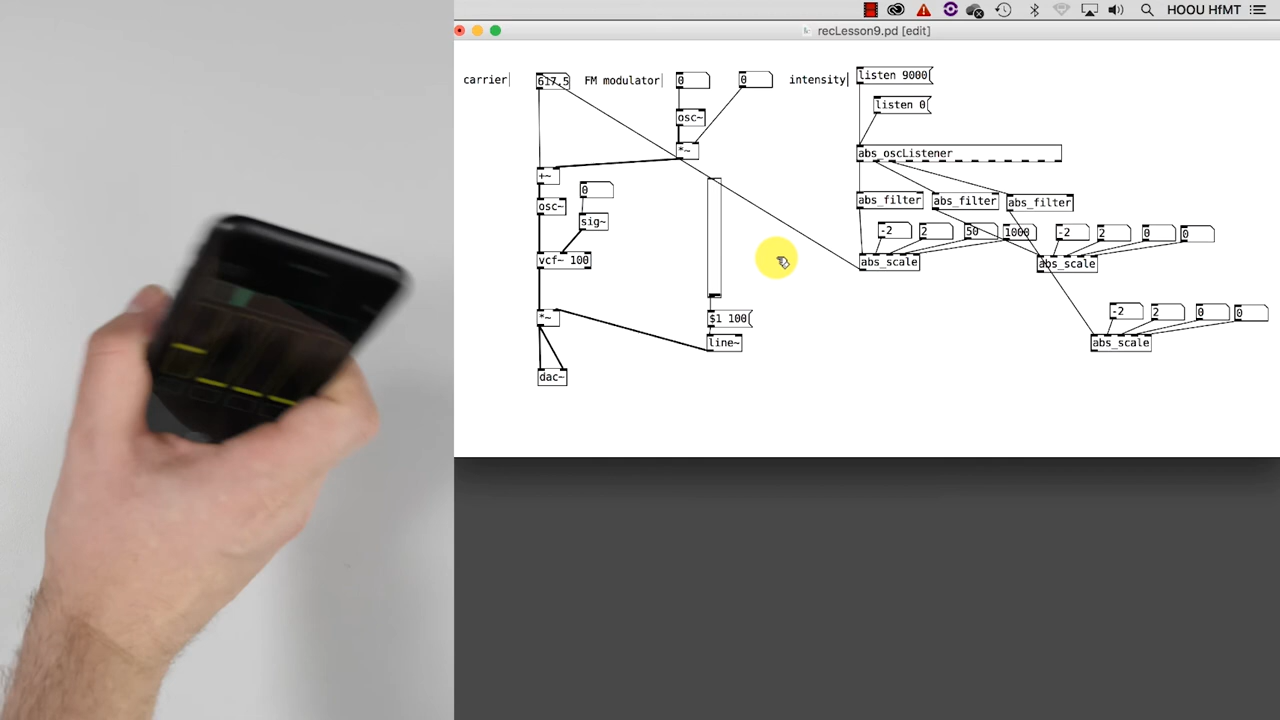 HOOU HfMT
recLesson9.pd [edit]
carrier
617.5
FM modulator
0
0
intensity
listen 9000
listen 0
osc~
*~
abs_oscListener
+~
0
abs_filter
abs_filter
abs_filter
osc~
sig~
-2
2
50
1000
-2
2
0
0
vcf~ 100
abs_scale
abs_scale
*~
$1 100
-2
2
0
0
line~
abs_scale
dac~